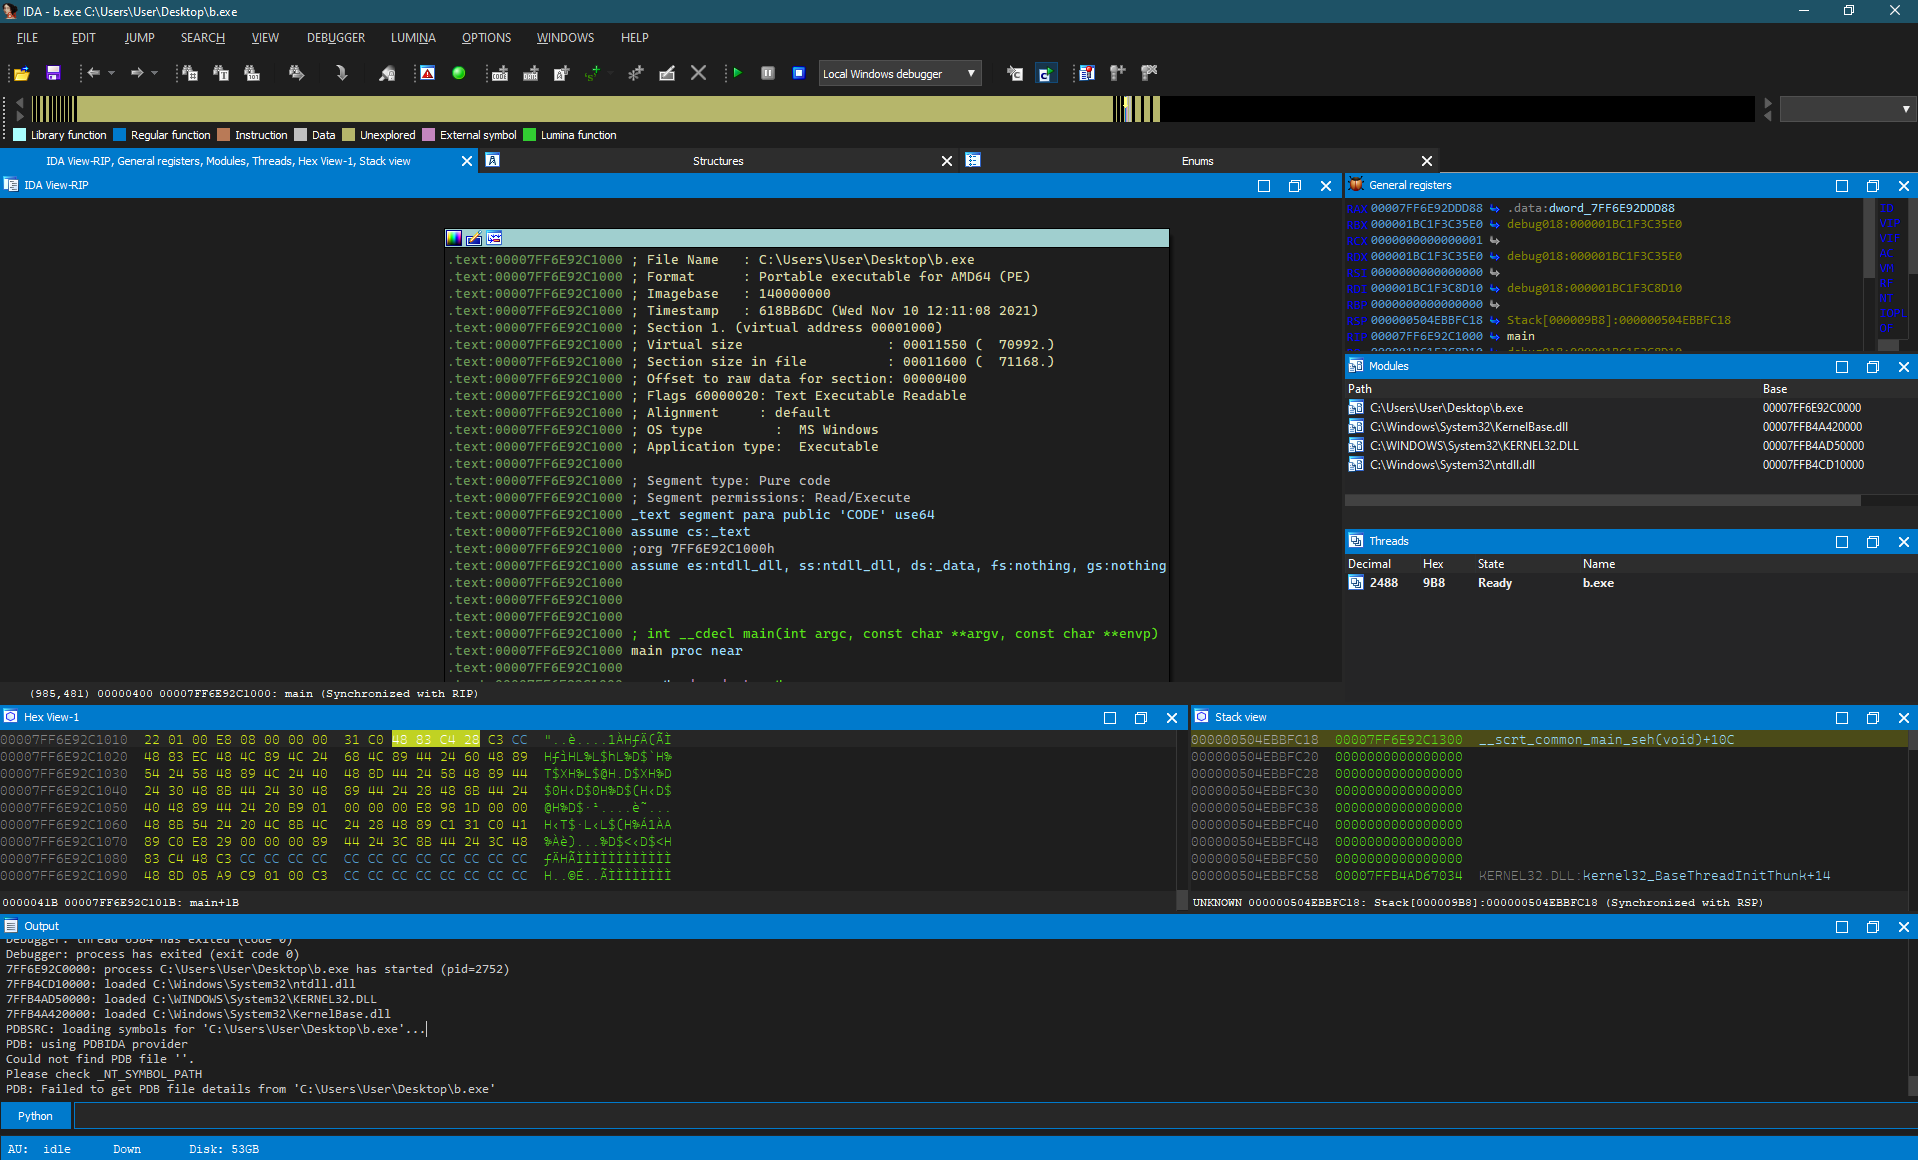 IDA - b.exe C:\Users\User\Desktop\b.exe
FILE EDIT JUMP SEARCH VIEW DEBUGGER LUMINA OPTIONS WINDOWS HELP
Local Windows debugger
Library function Regular function Instruction Data Unexplored External symbol Lumina function
IDA View-RIP, General registers, Modules, Threads, Hex View-1, Stack view
Structures
Enums
IDA View-RIP
.text:00007FF6E92C1000 ; File Name   : C:\Users\User\Desktop\b.exe
.text:00007FF6E92C1000 ; Format      : Portable executable for AMD64 (PE)
.text:00007FF6E92C1000 ; Imagebase   : 140000000
.text:00007FF6E92C1000 ; Timestamp   : 618BB6DC (Wed Nov 10 12:11:08 2021)
.text:00007FF6E92C1000 ; Section 1. (virtual address 00001000)
.text:00007FF6E92C1000 ; Virtual size                  : 00011550 (  70992.)
.text:00007FF6E92C1000 ; Section size in file          : 00011600 (  71168.)
.text:00007FF6E92C1000 ; Offset to raw data for section: 00000400
.text:00007FF6E92C1000 ; Flags 60000020: Text Executable Readable
.text:00007FF6E92C1000 ; Alignment     : default
.text:00007FF6E92C1000 ; OS type         :  MS Windows
.text:00007FF6E92C1000 ; Application type:  Executable
.text:00007FF6E92C1000
.text:00007FF6E92C1000 ; Segment type: Pure code
.text:00007FF6E92C1000 ; Segment permissions: Read/Execute
.text:00007FF6E92C1000 _text segment para public 'CODE' use64
.text:00007FF6E92C1000 assume cs:_text
.text:00007FF6E92C1000 ;org 7FF6E92C1000h
.text:00007FF6E92C1000 assume es:ntdll_dll, ss:ntdll_dll, ds:_data, fs:nothing, gs:nothing
.text:00007FF6E92C1000
.text:00007FF6E92C1000
.text:00007FF6E92C1000
.text:00007FF6E92C1000 ; int __cdecl main(int argc, const char **argv, const char **envp)
.text:00007FF6E92C1000 main proc near
.text:00007FF6E92C1000
(985,481) 00000400 00007FF6E92C1000: main (Synchronized with RIP)
General registers
RAX 00007FF6E92DDD88 .data:dword_7FF6E92DDD88
RBX 000001BC1F3C35E0 debug018:000001BC1F3C35E0
RCX 0000000000000001
RDX 000001BC1F3C35E0 debug018:000001BC1F3C35E0
RSI 0000000000000000
RDI 000001BC1F3C8D10 debug018:000001BC1F3C8D10
RBP 0000000000000000
RSP 000000504EBBFC18 Stack[000009B8]:000000504EBBFC18
RIP 00007FF6E92C1000 main
Modules
Path Base
C:\Users\User\Desktop\b.exe 00007FF6E92C0000
C:\Windows\System32\KernelBase.dll 00007FFB4A420000
C:\WINDOWS\System32\KERNEL32.DLL 00007FFB4AD50000
C:\Windows\System32\ntdll.dll 00007FFB4CD10000
Threads
Decimal Hex State Name
2488 9B8 Ready b.exe
Hex View-1
00007FF6E92C1010 22 01 00 E8 08 00 00 00 31 C0 48 83 C4 28 C3 CC "..è....1ÀHƒÄ(ÃÌ
00007FF6E92C1020 48 83 EC 48 4C 89 4C 24 68 4C 89 44 24 60 48 89 HƒìHL‰L$hL‰D$`H‰
00007FF6E92C1030 54 24 58 48 89 4C 24 40 48 8D 44 24 58 48 89 44 T$XH‰L$@H.D$XH‰D
00007FF6E92C1040 24 30 48 8B 44 24 30 48 89 44 24 28 48 8B 44 24 $0H‹D$0H‰D$(H‹D$
00007FF6E92C1050 40 48 89 44 24 20 B9 01 00 00 00 E8 98 1D 00 00 @H‰D$·¹....è˜...
00007FF6E92C1060 48 8B 54 24 20 4C 8B 4C 24 28 48 89 C1 31 C0 41 H‹T$·L‹L$(H‰Á1ÀA
00007FF6E92C1070 89 C0 E8 29 00 00 00 89 44 24 3C 8B 44 24 3C 48 ‰Àè)...‰D$<‹D$<H
00007FF6E92C1080 83 C4 48 C3 CC CC CC CC CC CC CC CC CC CC CC CC ƒÄHÃÌÌÌÌÌÌÌÌÌÌÌÌ
00007FF6E92C1090 48 8D 05 A9 C9 01 00 C3 CC CC CC CC CC CC CC CC H..©É..ÃÌÌÌÌÌÌÌÌ
0000041B 00007FF6E92C101B: main+1B
Stack view
000000504EBBFC18 00007FF6E92C1300 __scrt_common_main_seh(void)+10C
000000504EBBFC20 0000000000000000
000000504EBBFC28 0000000000000000
000000504EBBFC30 0000000000000000
000000504EBBFC38 0000000000000000
000000504EBBFC40 0000000000000000
000000504EBBFC48 0000000000000000
000000504EBBFC50 0000000000000000
000000504EBBFC58 00007FFB4AD67034 KERNEL32.DLL:kernel32_BaseThreadInitThunk+14
UNKNOWN 000000504EBBFC18: Stack[000009B8]:000000504EBBFC18 (Synchronized with RSP)
Output
Debugger: thread 6384 has exited (code 0)
Debugger: process has exited (exit code 0)
7FF6E92C0000: process C:\Users\User\Desktop\b.exe has started (pid=2752)
7FFB4CD10000: loaded C:\Windows\System32\ntdll.dll
7FFB4AD50000: loaded C:\WINDOWS\System32\KERNEL32.DLL
7FFB4A420000: loaded C:\Windows\System32\KernelBase.dll
PDBSRC: loading symbols for 'C:\Users\User\Desktop\b.exe'...
PDB: using PDBIDA provider
Could not find PDB file ''.
Please check _NT_SYMBOL_PATH
PDB: Failed to get PDB file details from 'C:\Users\User\Desktop\b.exe'
Python
AU: idle Down Disk: 53GB